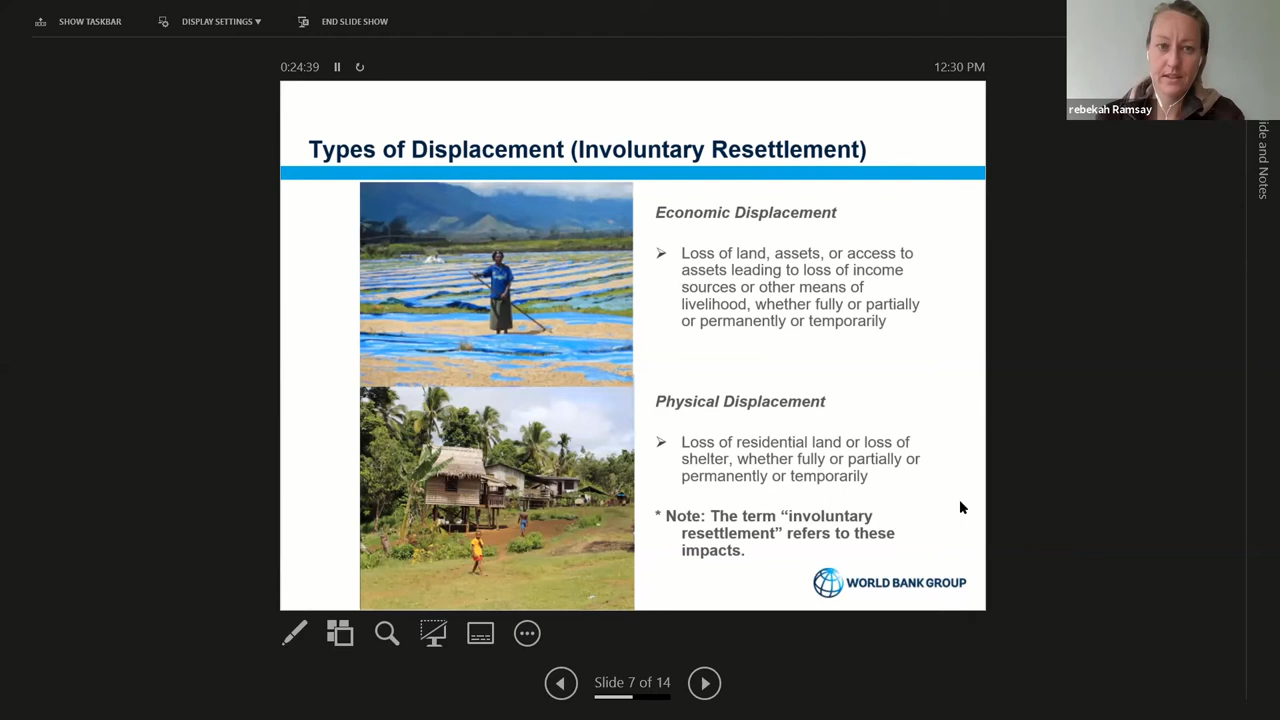 SHOW TASKBAR
DISPLAY SETTINGS ▼
END SLIDE SHOW
0:24:39
12:30 PM
rebekah Ramsay
ide and Notes
Types of Displacement (Involuntary Resettlement)
Economic Displacement
➢ Loss of land, assets, or access to
assets leading to loss of income
sources or other means of
livelihood, whether fully or partially
or permanently or temporarily
Physical Displacement
➢ Loss of residential land or loss of
shelter, whether fully or partially or
permanently or temporarily
* Note: The term “involuntary
resettlement” refers to these
impacts.
WORLD BANK GROUP
Slide 7 of 14